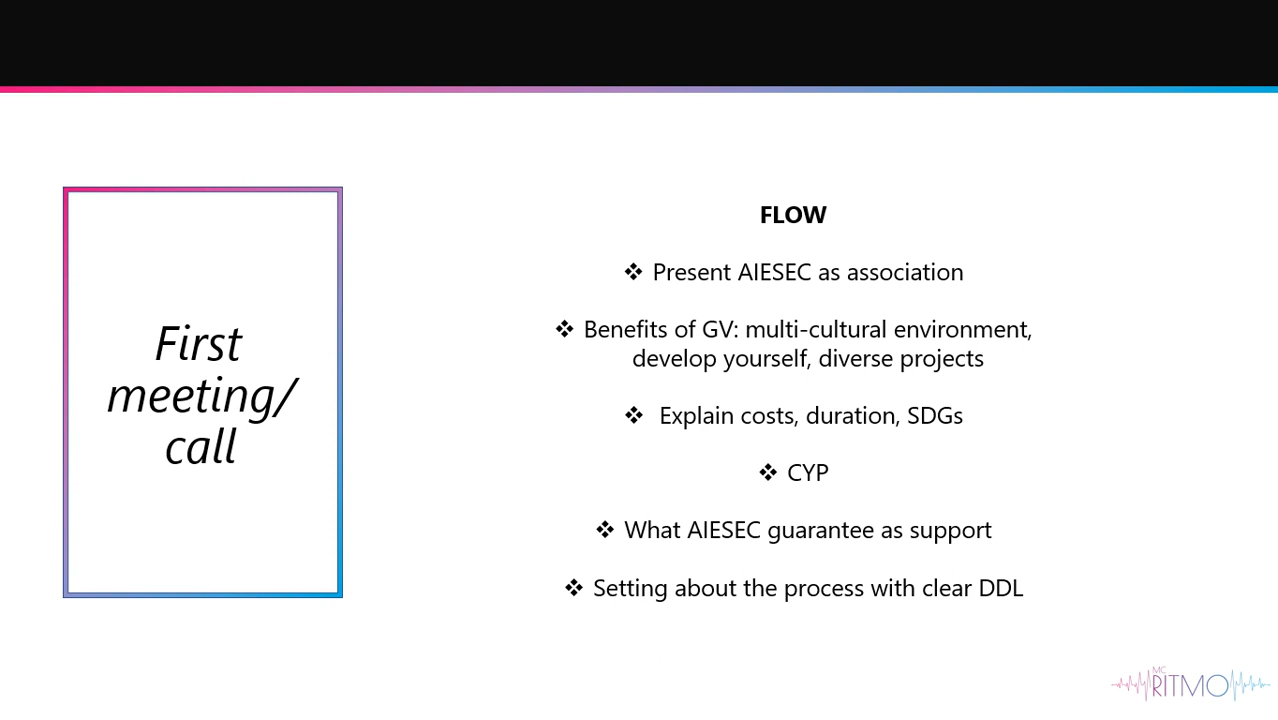 First
meeting/
call
FLOW
❖ Present AIESEC as association
❖ Benefits of GV: multi-cultural environment,
develop yourself, diverse projects
❖ Explain costs, duration, SDGs
❖ CYP
❖ What AIESEC guarantee as support
❖ Setting about the process with clear DDL
MC
RITMO